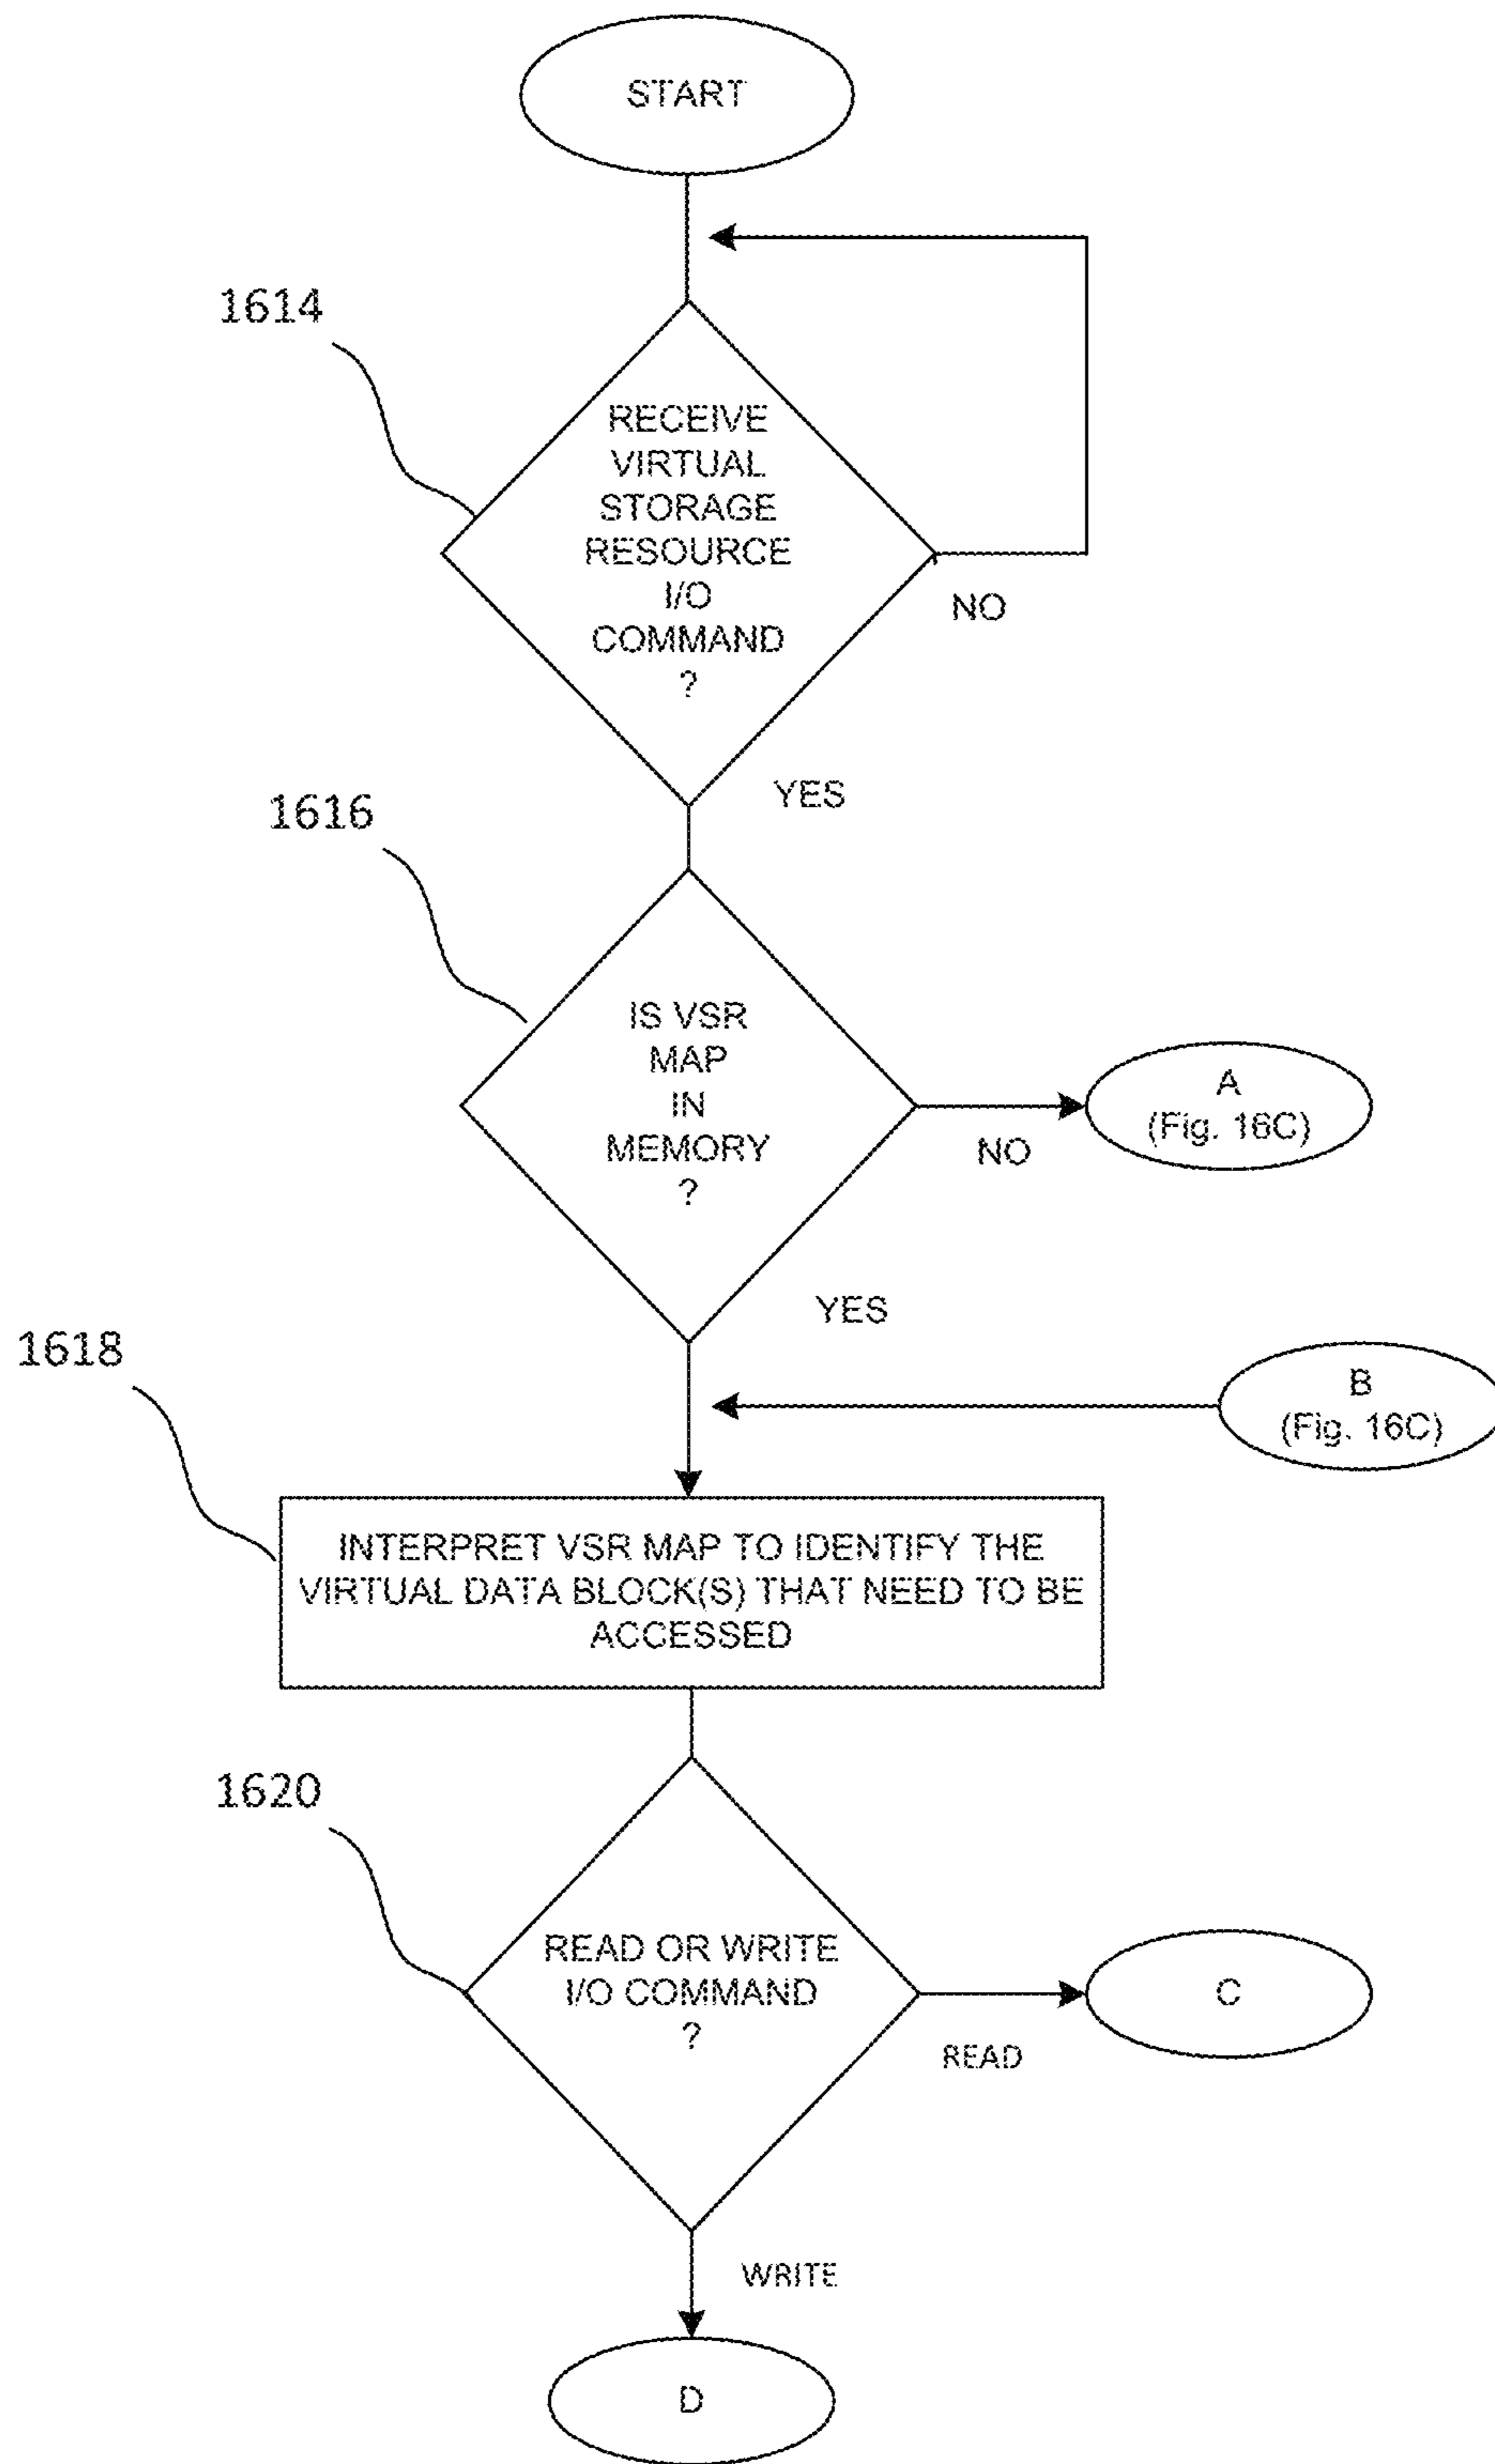 START
1614
RECEIVE
VIRTUAL
STORAGE
RESOURCE
I/O
COMMAND
?
NO
YES
1616
IS VSR
MAP
IN
MEMORY
?
NO
A
(Fig. 16C)
YES
B
(Fig. 16C)
1618
INTERPRET VSR MAP TO IDENTIFY THE
VIRTUAL DATA BLOCK(S) THAT NEED TO BE
ACCESSED
1620
READ OR WRITE
I/O COMMAND
?
READ
C
WRITE
D